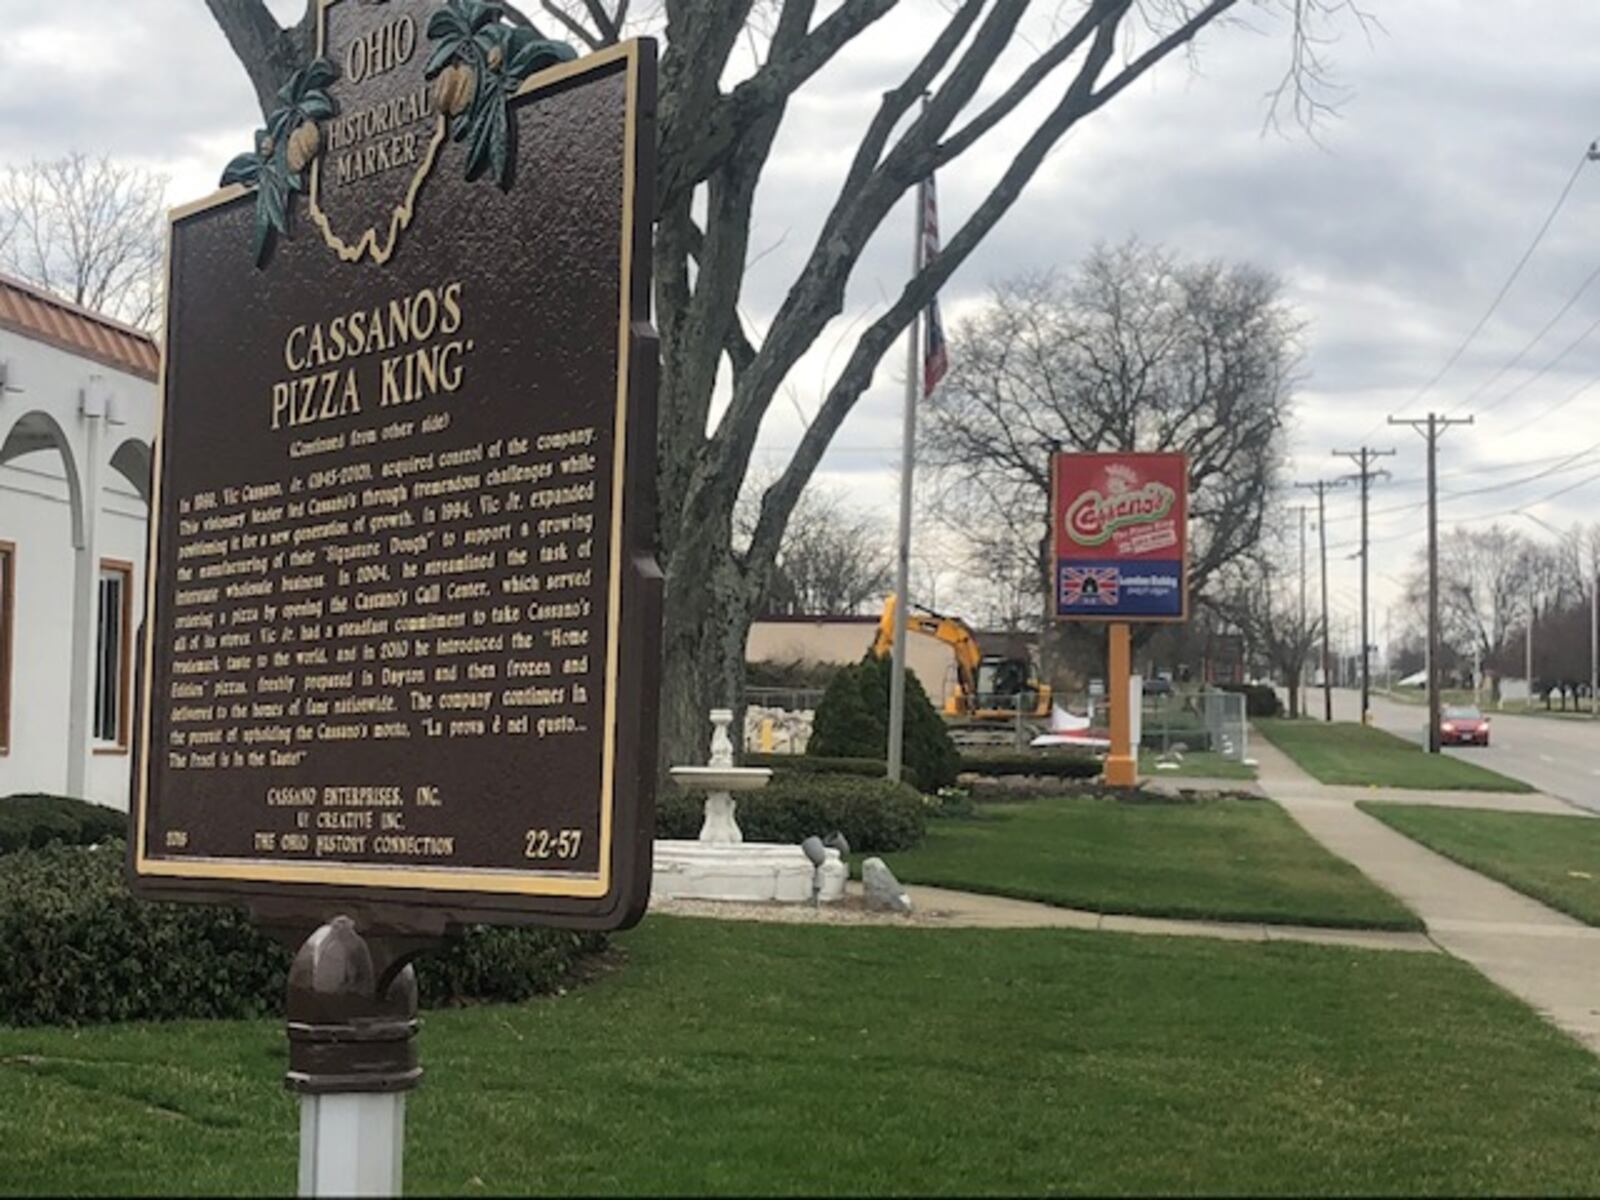 OHIO
HISTORICAL
MARKER
CASSANO'S
PIZZA KING
(Continued from other side)
In 1989, Vic Cassano, Jr. (1945-2010), acquired control of the company.
This visionary leader led Cassano's through tremendous challenges while
positioning it for a new generation of growth. In 1994, Vic Jr. expanded
the manufacturing of their "Signature Dough" to support a growing
interstate wholesale business. In 2004, he streamlined the task of
ordering a pizza by opening the Cassano's Call Center, which served
all of its stores. Vic Jr. had a steadfast commitment to take Cassano's
trademark taste to the world, and in 2010 he introduced the "Home
Edition" pizzas, freshly prepared in Dayton and then frozen and
delivered to the homes of fans nationwide. The company continues in
the pursuit of upholding the Cassano's motto, "La prova è nel gusto...
The Proof is in the Taste!"
CASSANO ENTERPRISES, INC.
U! CREATIVE INC.
THE OHIO HISTORY CONNECTION
2016
22-57
Cassano's
The Pizza King